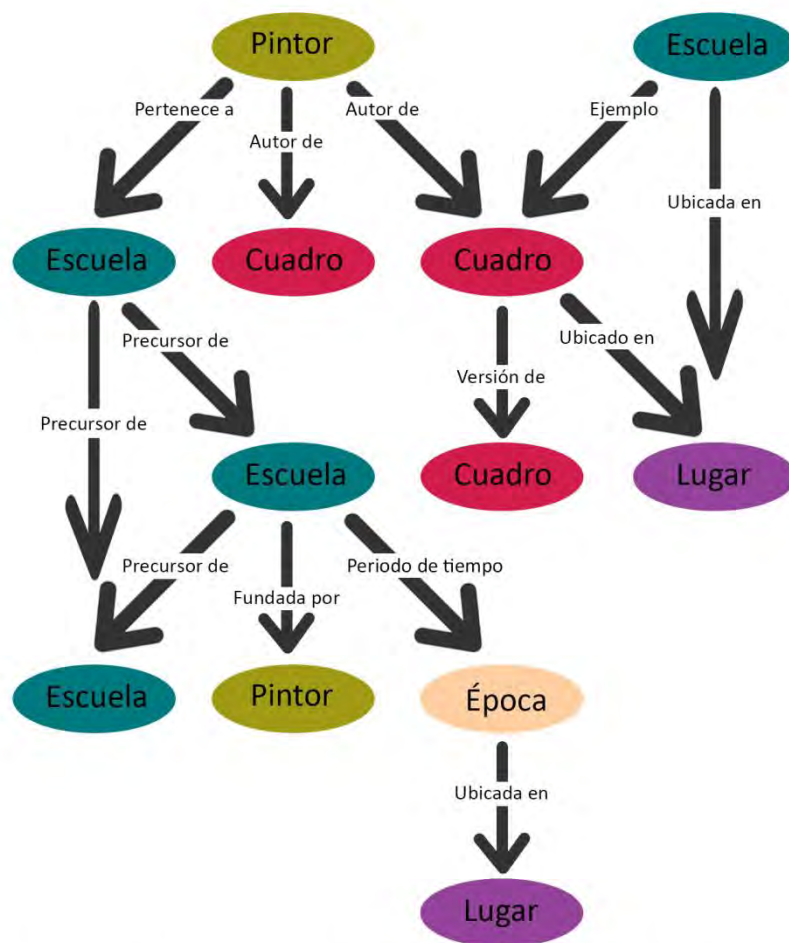 Pintor
Escuela
Pertenece a
Autor de
Ejemplo
Autor de
Ubicada en
Escuela
Cuadro
Cuadro
Precursor de
Ubicado en
Versión de
Precursor de
Escuela
Cuadro
Lugar
Precursor de
Periodo de tiempo
Fundada por
Escuela
Pintor
Época
Ubicada en
Lugar